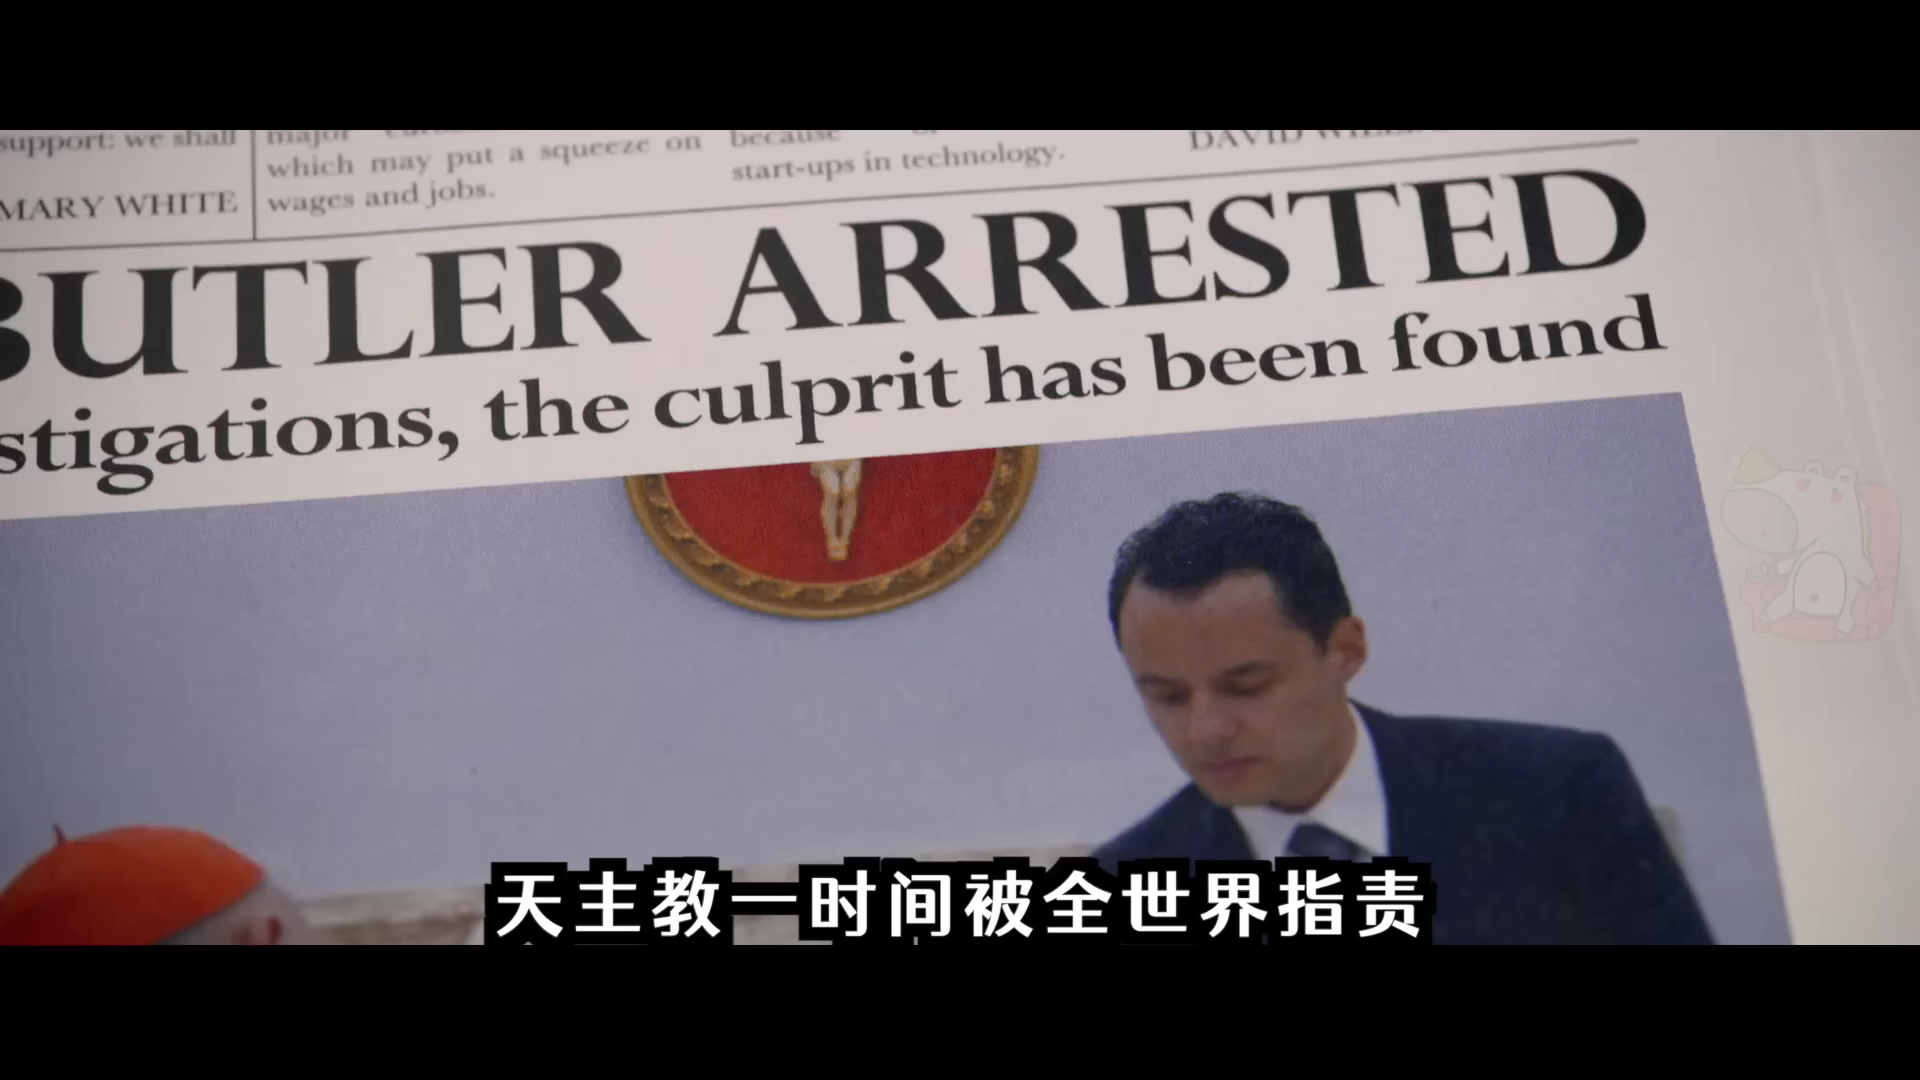 support: we shall
MARY WHITE
major
which may put a squeeze on
wages and jobs.
because
start-ups in technology.
DAVID
BUTLER ARRESTED
stigations, the culprit has been found
天主教一时间被全世界指责